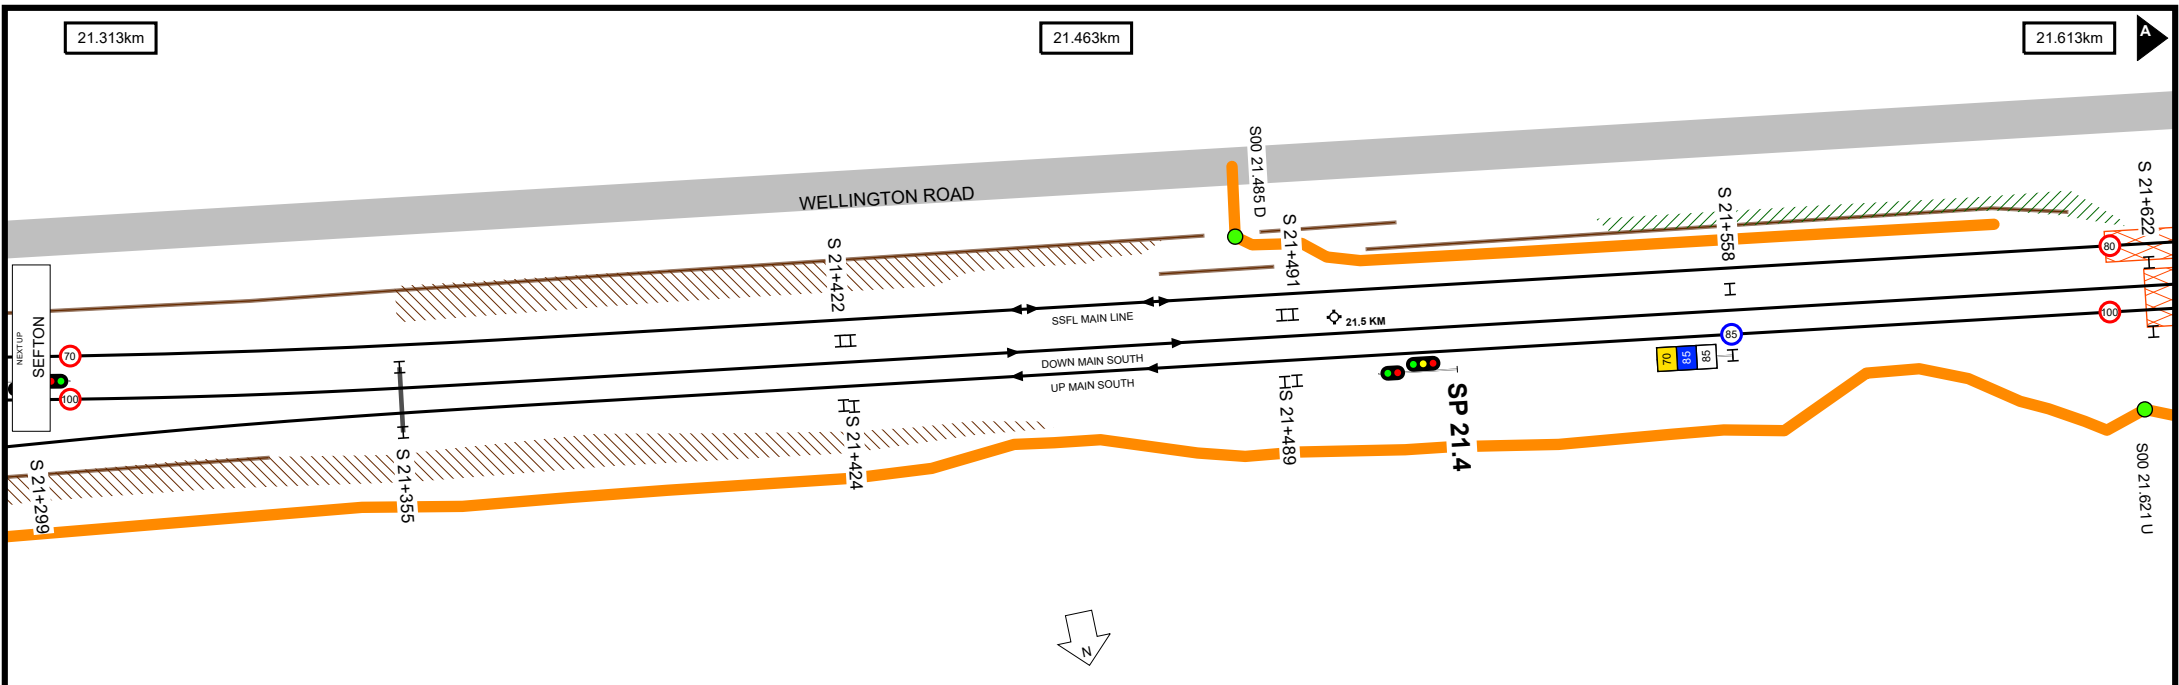 21.313km
21.463km
21.613km
A
WELLINGTON ROAD
S00 21.485 D
S 21+622
S 21+558
S 21+491
S 21+422
80
SSFL MAIN LINE
21.5 KM
100
NEXT UP
SEFTON
70
85
DOWN MAIN SOUTH
70
85
85
UP MAIN SOUTH
100
SP 21.4
S 21+489
S 21+424
S 21+355
S 21+299
S00 21.621 U
N